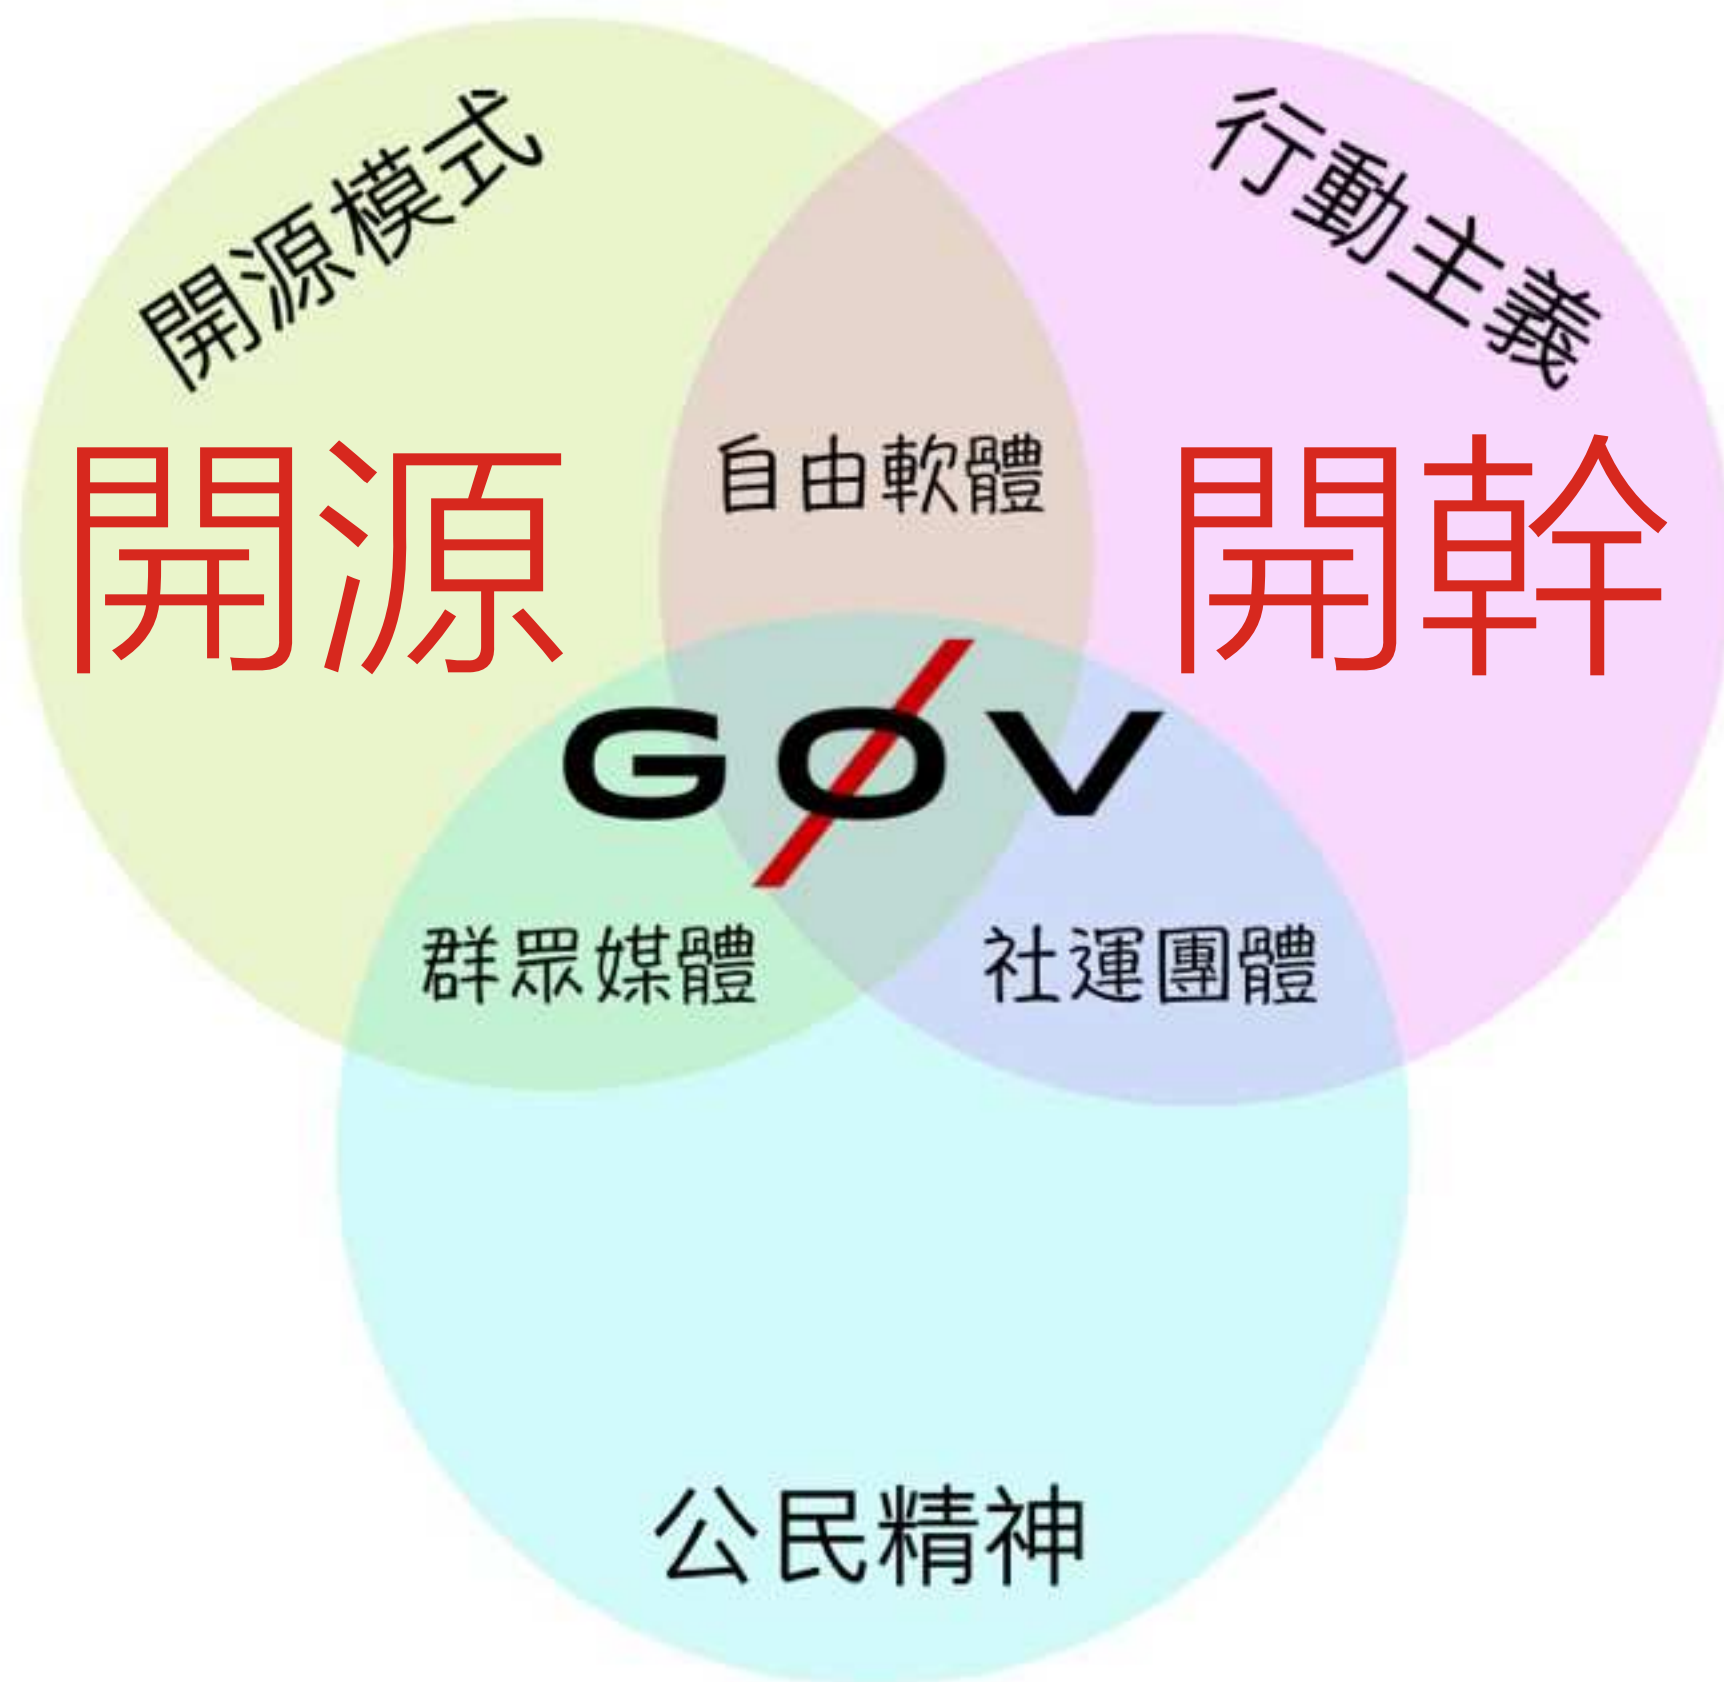 開源模式
行動主義
開源
自由軟體
開幹
GØV
群眾媒體
社運團體
公民精神